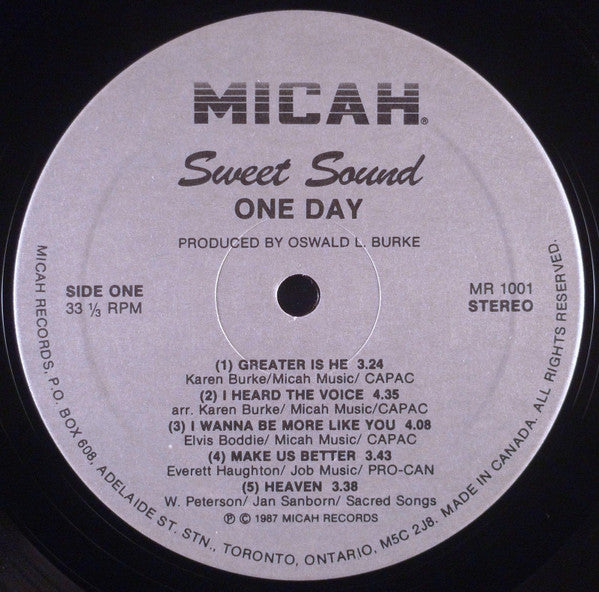 MICAH®
Sweet Sound
ONE DAY
PRODUCED BY OSWALD L. BURKE
SIDE ONE
33 ⅓ RPM
MR 1001
STEREO
(1) GREATER IS HE 3.24
Karen Burke/Micah Music/ CAPAC
(2) I HEARD THE VOICE 4.35
arr. Karen Burke/ Micah Music/CAPAC
(3) I WANNA BE MORE LIKE YOU 4.08
Elvis Boddie/ Micah Music/ CAPAC
(4) MAKE US BETTER 3.43
Everett Haughton/ Job Music/ PRO-CAN
(5) HEAVEN 3.38
W. Peterson/ Jan Sanborn/ Sacred Songs
℗ © 1987 MICAH RECORDS
MICAH RECORDS, P.O. BOX 608, ADELAIDE ST. STN., TORONTO, ONTARIO, M5C 2J8. MADE IN CANADA. ALL RIGHTS RESERVED.